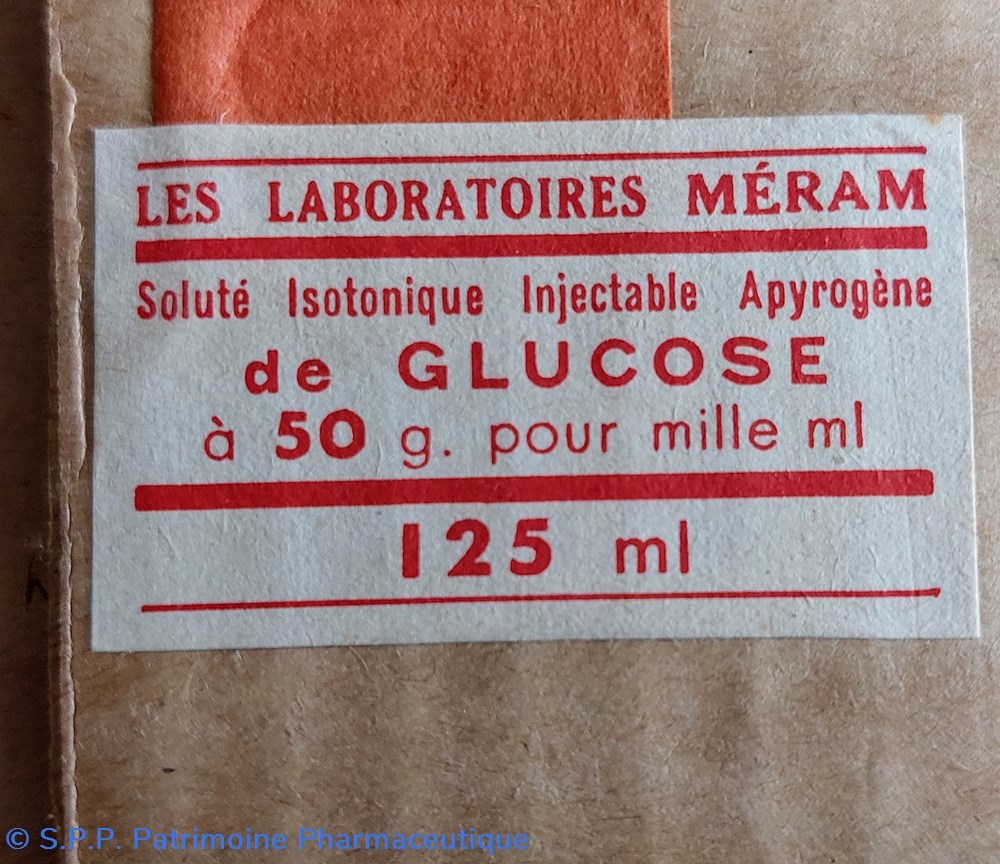 LES LABORATOIRES MÉRAM
Soluté Isotonique Injectable Apyrogène
de GLUCOSE
à 50 g. pour mille ml
125 ml
© S.P.P. Patrimoine Pharmaceutique